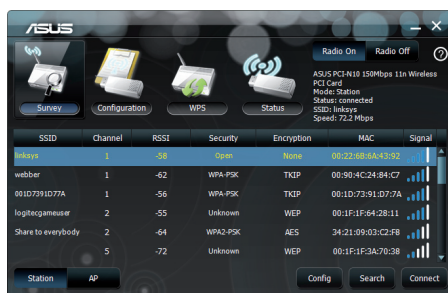 ASUS
Radio On Radio Off
ASUS PCI-N10 150Mbps 11n Wireless
PCI Card
Mode: Station
Status: connected
SSID: linksys
Speed: 72.2 Mbps
Survey Configuration WPS Status
SSID Channel RSSI Security Encryption MAC Signal
linksys 1 -58 Open None 00:22:6B:6A:43:92
webber 1 -62 WPA-PSK TKIP 00:90:4C:24:84:C7
001D7391D77A 1 -56 WPA-PSK TKIP 00:1D:73:91:D7:7A
logitecgameuser 2 -55 Unknown WEP 00:1F:1F:64:28:11
Share to everybody 2 -64 WPA2-PSK AES 34:21:09:03:C2:F8
5 -72 Unknown WEP 00:1F:1F:3A:70:38
Station AP Config Search Connect